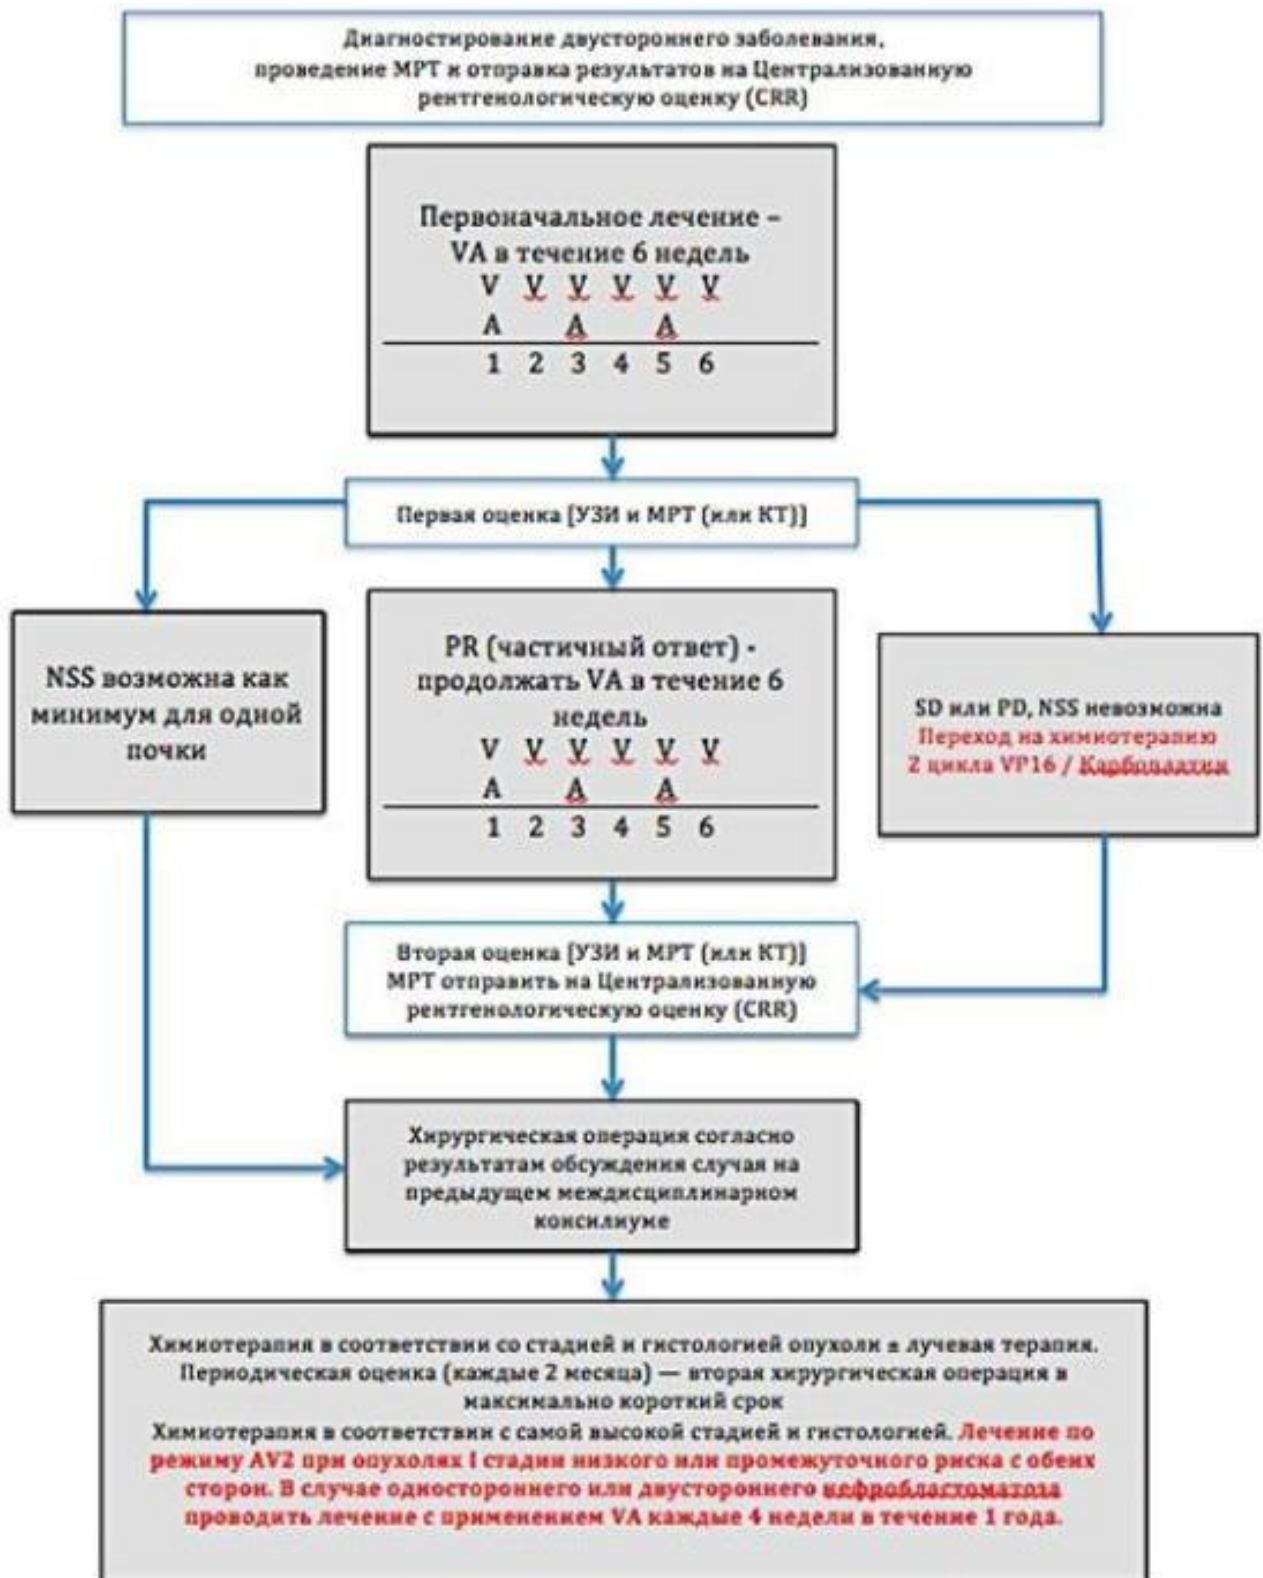 Диагностирование двустороннего заболевания,
проведение МРТ и отправка результатов на Централизованную
рентгенологическую оценку (CRR)
Первоначальное лечение –
VA в течение 6 недель
V V V V V V
A A A
1 2 3 4 5 6
Первая оценка [УЗИ и МРТ (или КТ)]
NSS возможна как
минимум для одной
почки
PR (частичный ответ) -
продолжать VA в течение 6
недель
V V V V V V
A A A
1 2 3 4 5 6
SD или PD, NSS невозможна
Переход на химиотерапию
2 цикла VP16 / Карбоплатин
Вторая оценка [УЗИ и МРТ (или КТ)]
МРТ отправить на Централизованную
рентгенологическую оценку (CRR)
Хирургическая операция согласно
результатам обсуждения случая на
предыдущем междисциплинарном
консилиуме
Химиотерапия в соответствии со стадией и гистологией опухоли ± лучевая терапия.
Периодическая оценка (каждые 2 месяца) — вторая хирургическая операция в
максимально короткий срок
Химиотерапия в соответствии с самой высокой стадией и гистологией. Лечение по
режиму AV2 при опухолях I стадии низкого или промежуточного риска с обеих
сторон. В случае одностороннего или двустороннего нефробластоматоза
проводить лечение с применением VA каждые 4 недели в течение 1 года.